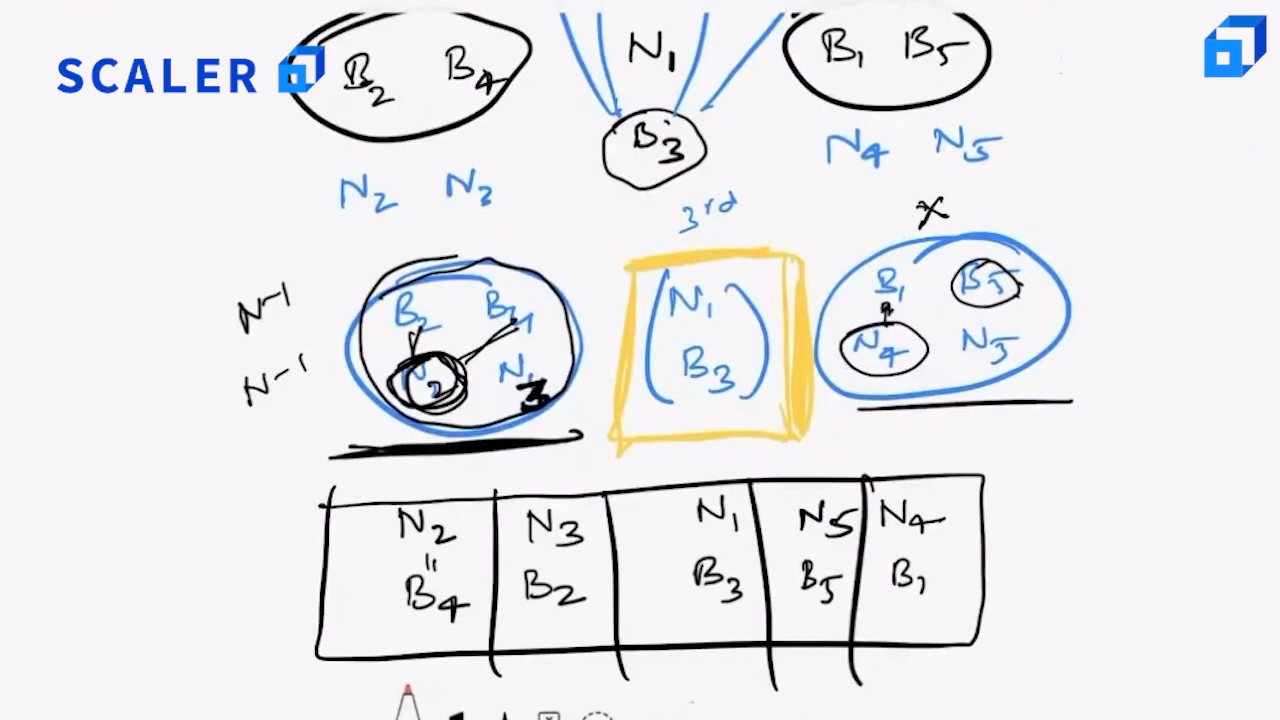 SCALER
B2 B4
N1
B1 B5
B3
N2 N3
N4 N5
3rd
X
N-1
N-1
B2 B4
N2 N3
N1
B3
B1 B5
N4 N5
N2 N3 N1 N5 N4
"
B4 B2 B3 B5 B1